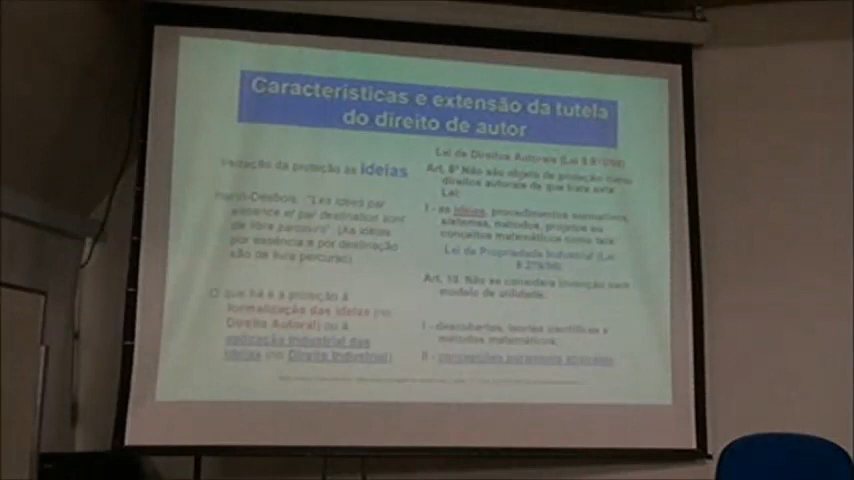 Características e extensão da tutela
do direito de autor
da proteção às Ideias
Henri-Desbois: "Les idées par
essence et par destination sont
de libre parcours" (As idéias
por essência e por destinação
são de livre percurso)
O que há é a proteção à
formalização das ideias (no
Direito Autoral) ou à
aplicação industrial das
ideias (no Direito Industrial)
Lei de Direitos Autorais (Lei 9.610/98)
Art. 8º Não são objeto de proteção como
direitos autorais de que trata esta
Lei:
I - as idéias, procedimentos normativos,
sistemas, métodos, projetos ou
conceitos matemáticos como tais
Lei de Propriedade Industrial (Lei
9.279/96)
Art. 10. Não se considera invenção nem
modelo de utilidade:
I - descobertas, teorias científicas e
métodos matemáticos;
II - concepções puramente abstratas